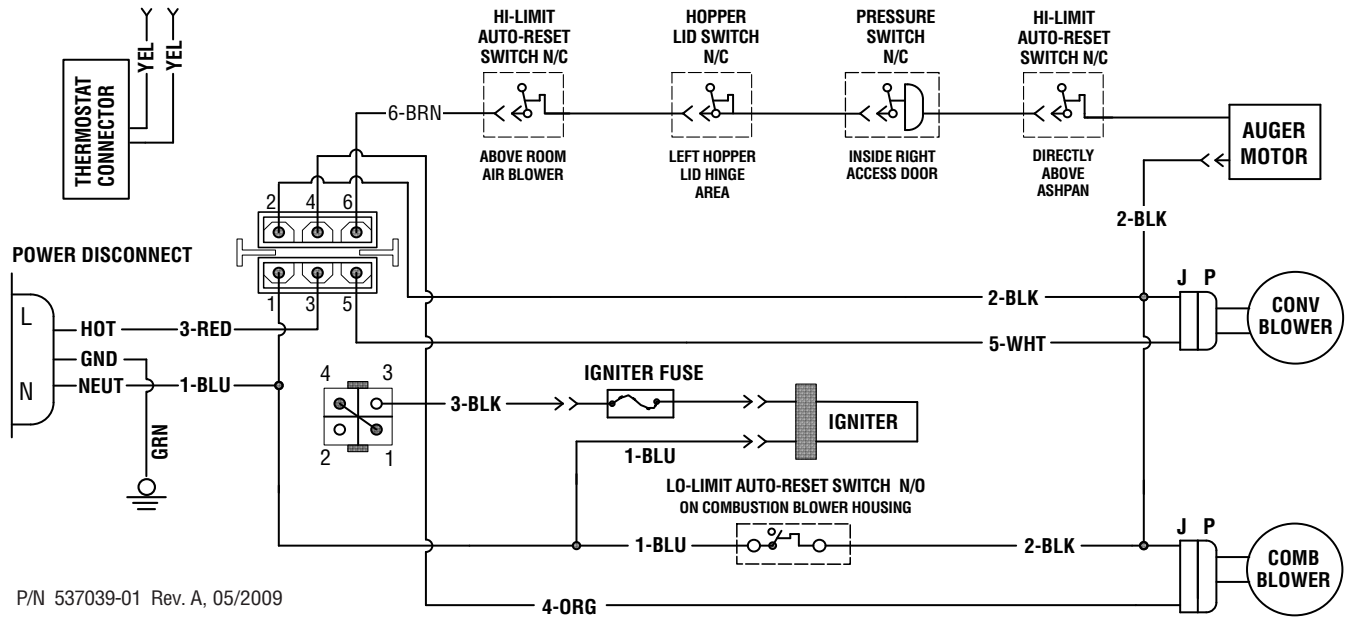 YEL
YEL
THERMOSTAT
CONNECTOR
HI-LIMIT
AUTO-RESET
SWITCH N/C
HOPPER
LID SWITCH
N/C
PRESSURE
SWITCH
N/C
HI-LIMIT
AUTO-RESET
SWITCH N/C
6-BRN
AUGER
MOTOR
ABOVE ROOM
AIR BLOWER
LEFT HOPPER
LID HINGE
AREA
INSIDE RIGHT
ACCESS DOOR
DIRECTLY
ABOVE
ASHPAN
2 4 6
2-BLK
POWER DISCONNECT
1 3 5
2-BLK
J P
CONV
BLOWER
L
HOT
3-RED
5-WHT
GND
N
NEUT
1-BLU
GRN
4 3
2 1
3-BLK
IGNITER FUSE
IGNITER
1-BLU
LO-LIMIT AUTO-RESET SWITCH N/O
ON COMBUSTION BLOWER HOUSING
1-BLU
2-BLK
J P
COMB
BLOWER
4-ORG
P/N 537039-01 Rev. A, 05/2009